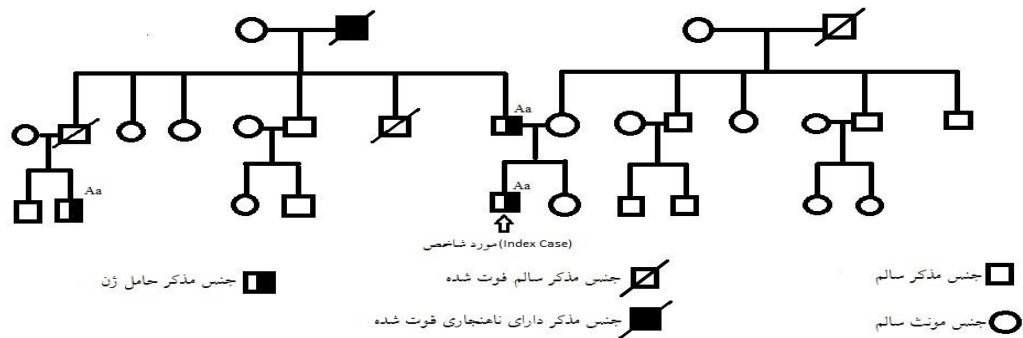 Aa
Aa
Aa
مورد شاخص(Index Case)
جنس مذکر سالم
جنس مذکر سالم فوت شده
جنس مذکر حامل ژن
جنس مونث سالم
جنس مذکر دارای ناهنجاری فوت شده